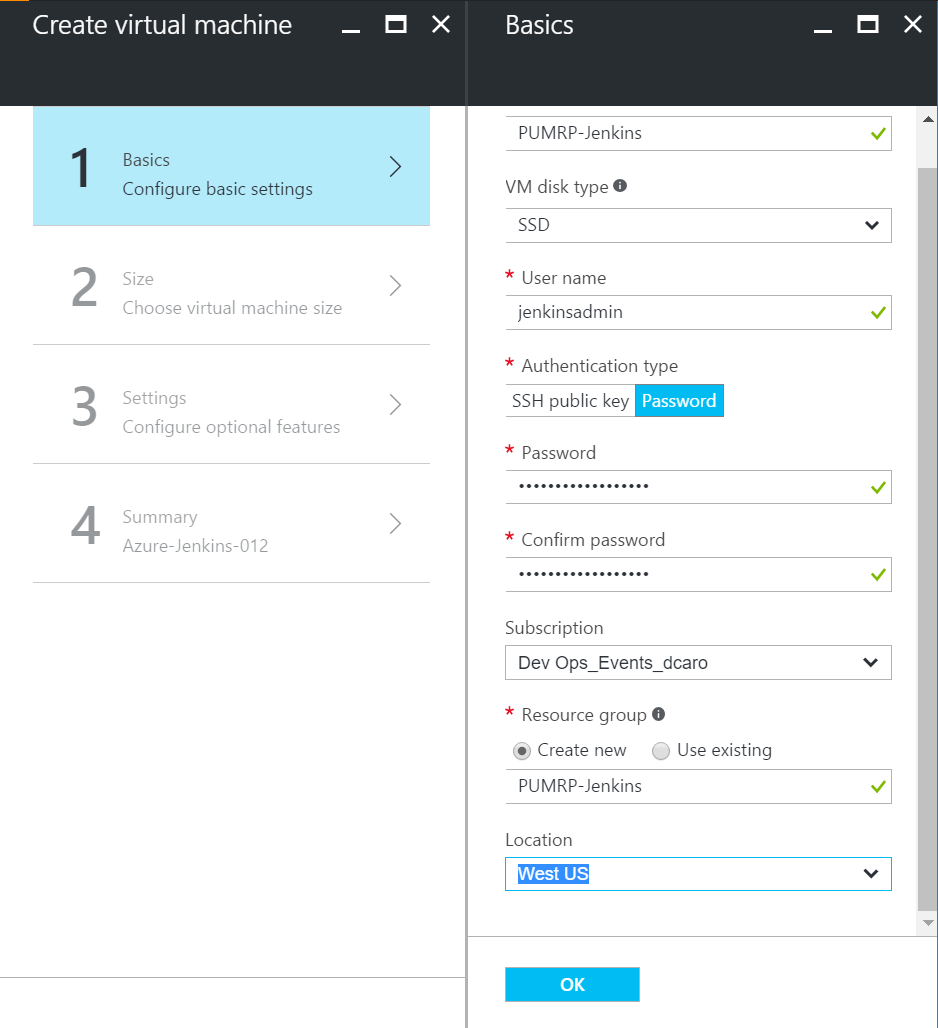 Create virtual machine
1
Basics
Configure basic settings
2
Size
Choose virtual machine size
3
Settings
Configure optional features
4
Summary
Azure-Jenkins-012
Basics
PUMRP-Jenkins
VM disk type
SSD
* User name
jenkinsadmin
* Authentication type
SSH public key Password
* Password
••••••••••••••••••
* Confirm password
••••••••••••••••••
Subscription
Dev Ops_Events_dcaro
* Resource group
Create new Use existing
PUMRP-Jenkins
Location
West US
OK